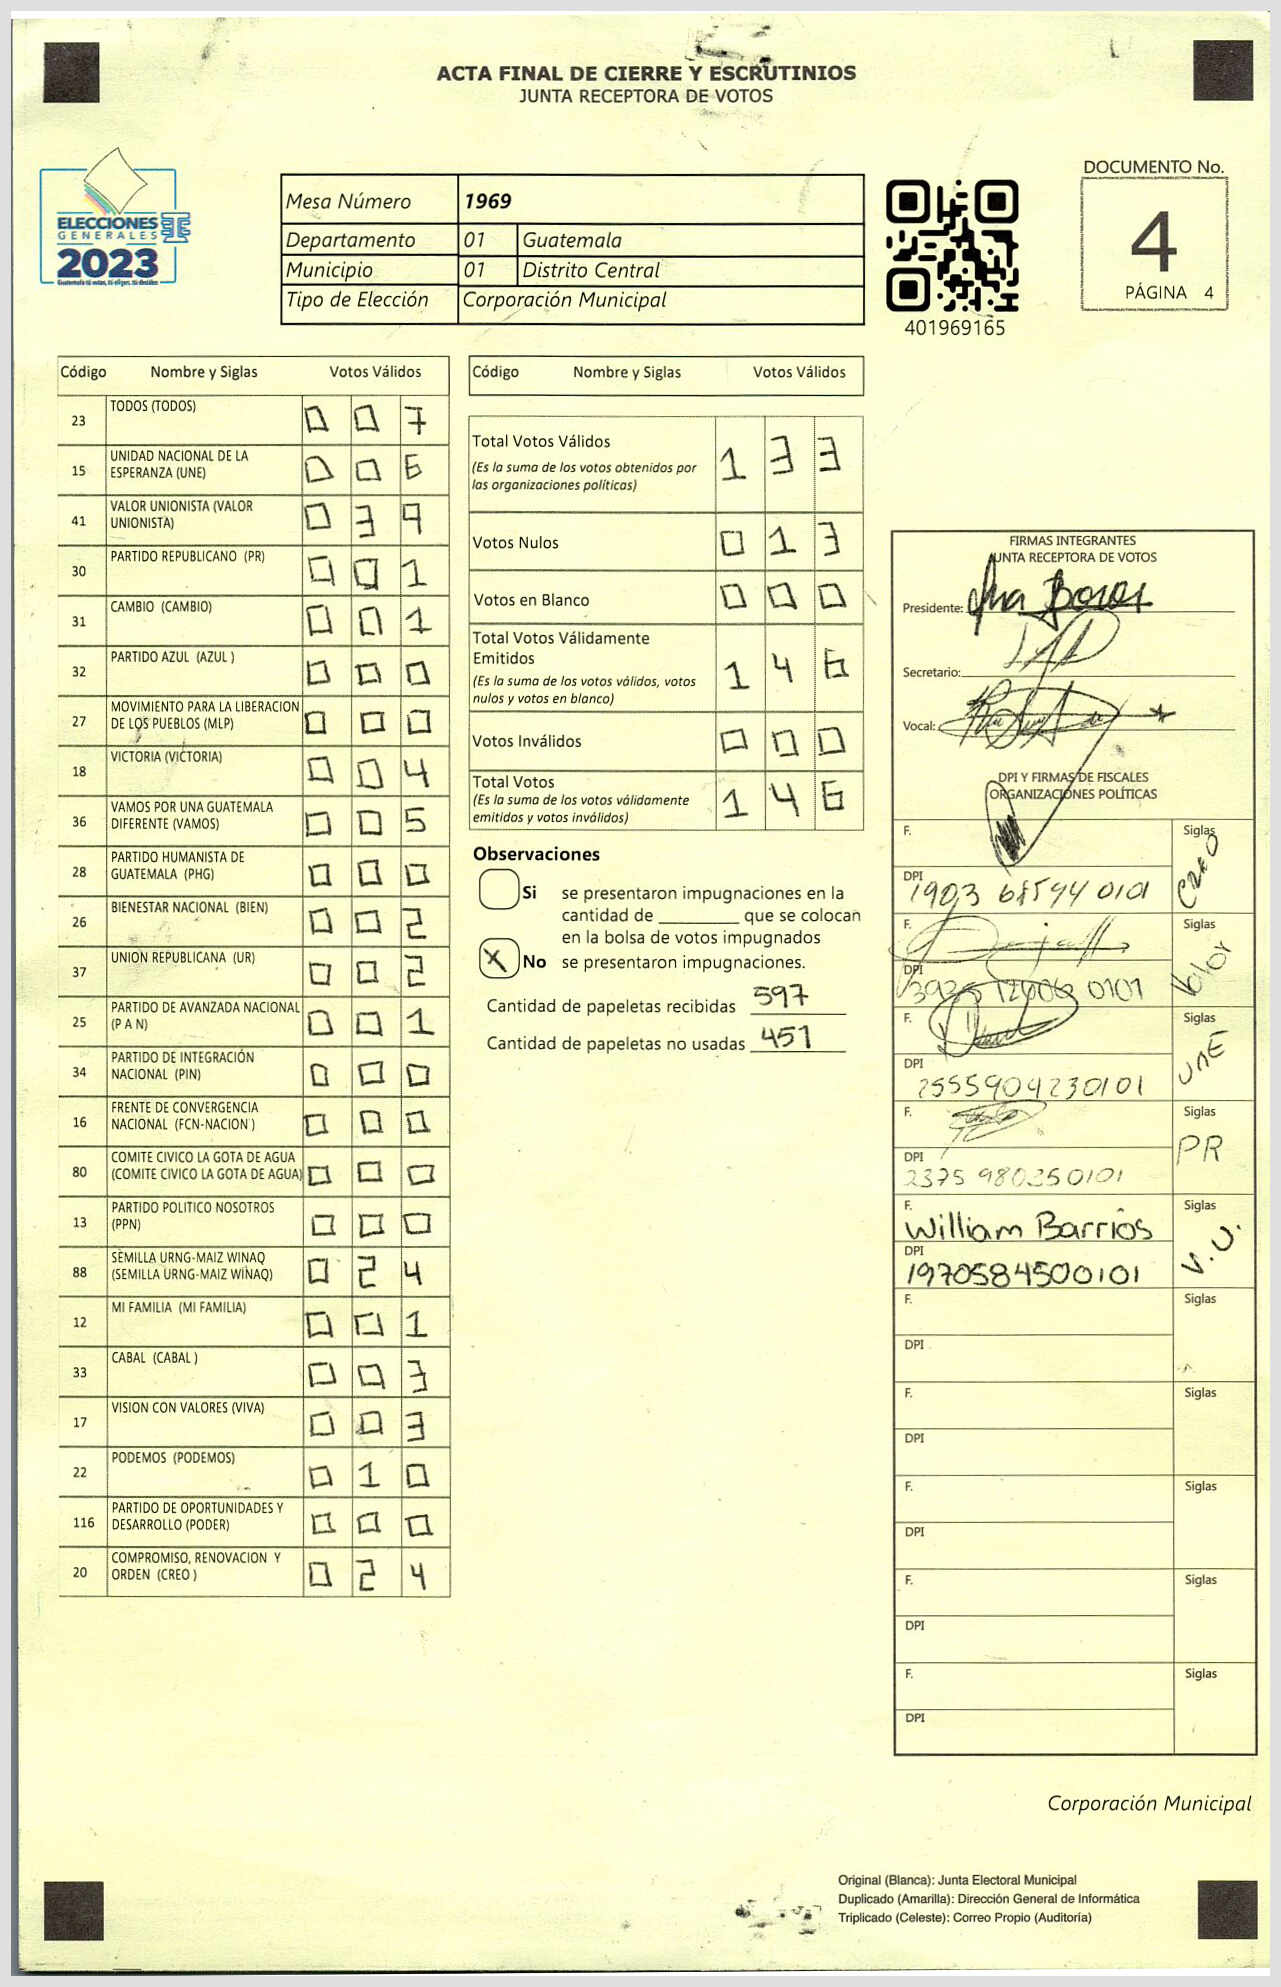 ACTA FINAL DE CIERRE Y ESCRUTINIOS
JUNTA RECEPTORA DE VOTOS
ELECCIONES
GENERALES
2023
Mesa Número 1969
Departamento 01 Guatemala
Municipio 01 Distrito Central
Tipo de Elección Corporación Municipal
401969165
DOCUMENTO No.
4
PÁGINA 4
Código Nombre y Siglas Votos Válidos
23 TODOS (TODOS) 0 0 7
15 UNIDAD NACIONAL DE LA
ESPERANZA (UNE) 0 0 6
41 VALOR UNIONISTA (VALOR
UNIONISTA) 0 3 9
30 PARTIDO REPUBLICANO (PR) 0 0 1
31 CAMBIO (CAMBIO) 0 0 1
32 PARTIDO AZUL (AZUL ) 0 0 0
27 MOVIMIENTO PARA LA LIBERACION
DE LOS PUEBLOS (MLP) 0 0 0
18 VICTORIA (VICTORIA) 0 0 4
36 VAMOS POR UNA GUATEMALA
DIFERENTE (VAMOS) 0 0 5
28 PARTIDO HUMANISTA DE
GUATEMALA (PHG) 0 0 0
26 BIENESTAR NACIONAL (BIEN) 0 0 2
37 UNION REPUBLICANA (UR) 0 0 2
25 PARTIDO DE AVANZADA NACIONAL
(P A N) 0 0 1
34 PARTIDO DE INTEGRACIÓN
NACIONAL (PIN) 0 0 0
16 FRENTE DE CONVERGENCIA
NACIONAL (FCN-NACION ) 0 0 0
80 COMITE CIVICO LA GOTA DE AGUA
(COMITE CIVICO LA GOTA DE AGUA) 0 0 0
13 PARTIDO POLITICO NOSOTROS
(PPN) 0 0 0
88 SEMILLA URNG-MAIZ WINAQ
(SEMILLA URNG-MAIZ WINAQ) 0 2 4
12 MI FAMILIA (MI FAMILIA) 0 0 1
33 CABAL (CABAL ) 0 0 3
17 VISION CON VALORES (VIVA) 0 0 3
22 PODEMOS (PODEMOS) 0 1 0
116 PARTIDO DE OPORTUNIDADES Y
DESARROLLO (PODER) 0 0 0
20 COMPROMISO, RENOVACION Y
ORDEN (CREO ) 0 2 4
Código Nombre y Siglas Votos Válidos
Total Votos Válidos 1 3 3
(Es la suma de los votos obtenidos por
las organizaciones políticas)
Votos Nulos 0 1 3
Votos en Blanco 0 0 0
Total Votos Válidamente
Emitidos 1 4 6
(Es la suma de los votos válidos, votos
nulos y votos en blanco)
Votos Inválidos 0 0 0
Total Votos 1 4 6
(Es la suma de los votos válidamente
emitidos y votos inválidos)
Observaciones
Si se presentaron impugnaciones en la
cantidad de ________ que se colocan
en la bolsa de votos impugnados
X No se presentaron impugnaciones.
Cantidad de papeletas recibidas 597
Cantidad de papeletas no usadas 451
FIRMAS INTEGRANTES
JUNTA RECEPTORA DE VOTOS
Presidente:
Secretario:
Vocal:
DPI Y FIRMAS DE FISCALES
ORGANIZACIONES POLÍTICAS
F. Siglas
DPI CREO
F. Siglas
DPI Valor
F. Siglas
DPI UNE
2555904230101
F. Siglas
DPI PR
2375 980350101
F. Siglas
William Barrios V.U.
DPI
1970584500101
F. Siglas
DPI
F. Siglas
DPI
F. Siglas
DPI
F. Siglas
DPI
F. Siglas
DPI
Corporación Municipal
Original (Blanca): Junta Electoral Municipal
Duplicado (Amarilla): Dirección General de Informática
Triplicado (Celeste): Correo Propio (Auditoría)